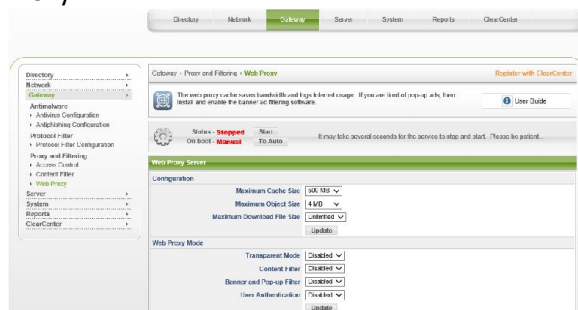 Directory Network Gateway Server System Reports ClearCenter
Directory
Network
Gateway
Antimalware
Antivirus Configuration
Antiphishing Configuration
Protocol Filter
Protocol Filter Configuration
Proxy and Filtering
Access Control
Content Filter
Web Proxy
Server
System
Reports
ClearCenter
Gateway › Proxy and Filtering › Web Proxy Register with ClearCenter
The web proxy cache saves bandwidth and logs Internet usage. If you are tired of pop-up ads, then
install and enable the banner ad filtering software.
User Guide
Status - Stopped Start
On boot - Manual To Auto
It may take several seconds for the service to stop and start. Please be patient...
Web Proxy Server
Configuration
Maximum Cache Size 500 MB
Maximum Object Size 4 MB
Maximum Download File Size Unlimited
Update
Web Proxy Mode
Transparent Mode Disabled
Content Filter Disabled
Banner and Pop-up Filter Disabled
User Authentication Disabled
Update